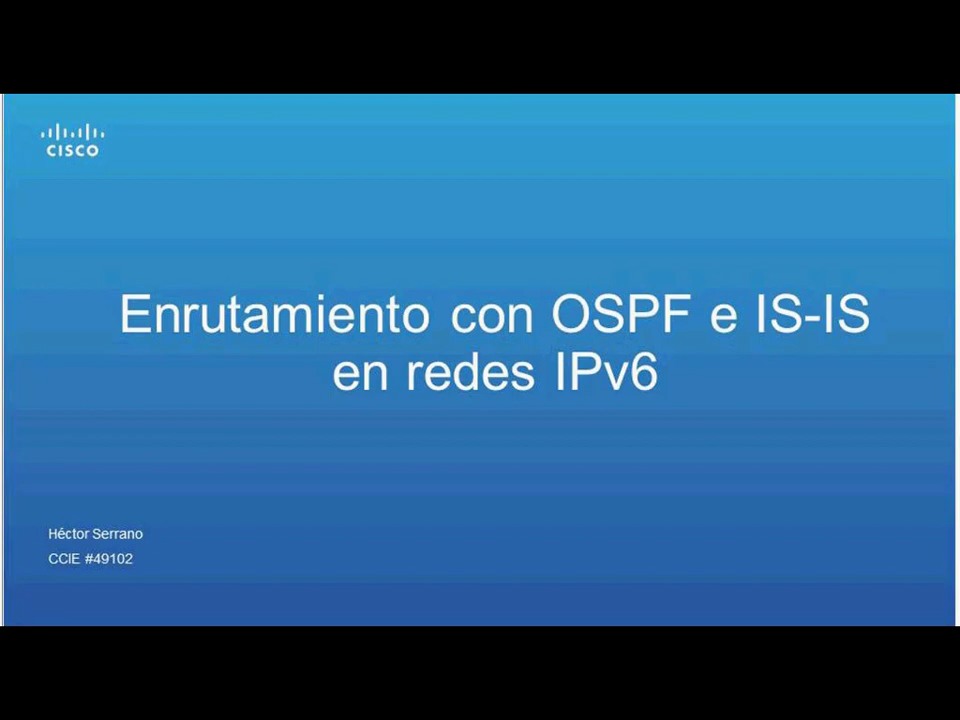 CISCO
Enrutamiento con OSPF e IS-IS
en redes IPv6
Héctor Serrano
CCIE #49102